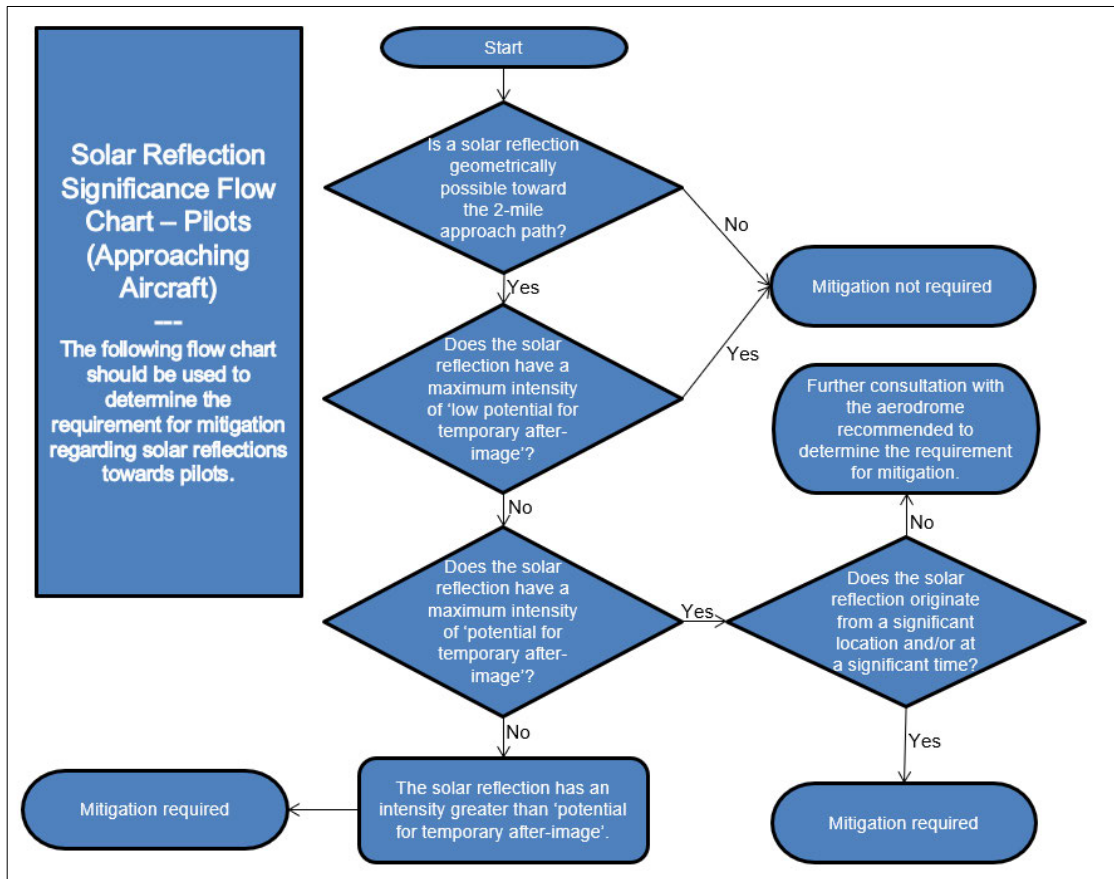 Solar Reflection
Significance Flow
Chart – Pilots
(Approaching
Aircraft)
---
The following flow chart
should be used to
determine the
requirement for mitigation
regarding solar reflections
towards pilots.
Start
Is a solar reflection
geometrically
possible toward
the 2-mile
approach path?
No
Yes
Mitigation not required
Does the solar
reflection have a
maximum intensity
of ‘low potential for
temporary after-
image’?
Yes
No
Further consultation with
the aerodrome
recommended to
determine the requirement
for mitigation.
Does the solar
reflection have a
maximum intensity
of ‘potential for
temporary after-
image’?
Yes
No
Does the solar
reflection originate
from a significant
location and/or at
a significant time?
No
Yes
The solar reflection has an
intensity greater than ‘potential
for temporary after-image’.
Mitigation required
Mitigation required